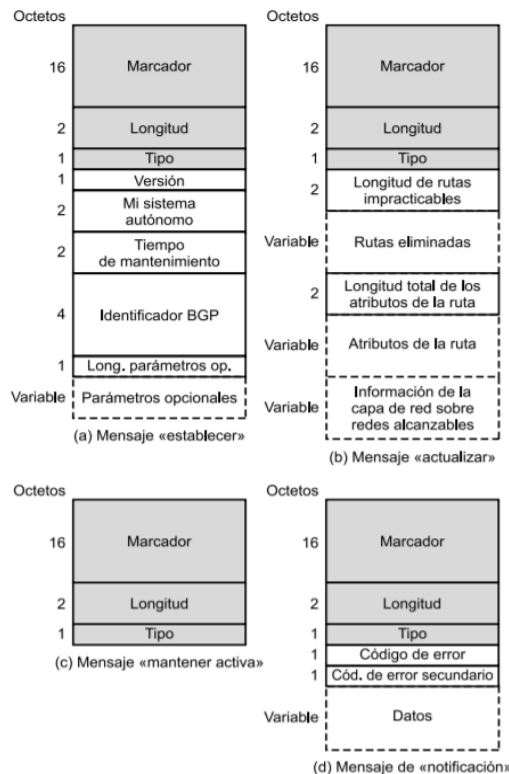 Octetos
16
Marcador
2
Longitud
1
Tipo
1
Versión
2
Mi sistema
autónomo
2
Tiempo
de mantenimiento
4
Identificador BGP
1
Long. parámetros op.
Variable
Parámetros opcionales
(a) Mensaje «establecer»
Octetos
16
Marcador
2
Longitud
1
Tipo
2
Longitud de rutas
impracticables
Variable
Rutas eliminadas
2
Longitud total de los
atributos de la ruta
Variable
Atributos de la ruta
Variable
Información de la
capa de red sobre
redes alcanzables
(b) Mensaje «actualizar»
Octetos
16
Marcador
2
Longitud
1
Tipo
(c) Mensaje «mantener activa»
Octetos
16
Marcador
2
Longitud
1
Tipo
1
Código de error
1
Cód. de error secundario
Variable
Datos
(d) Mensaje de «notificación»